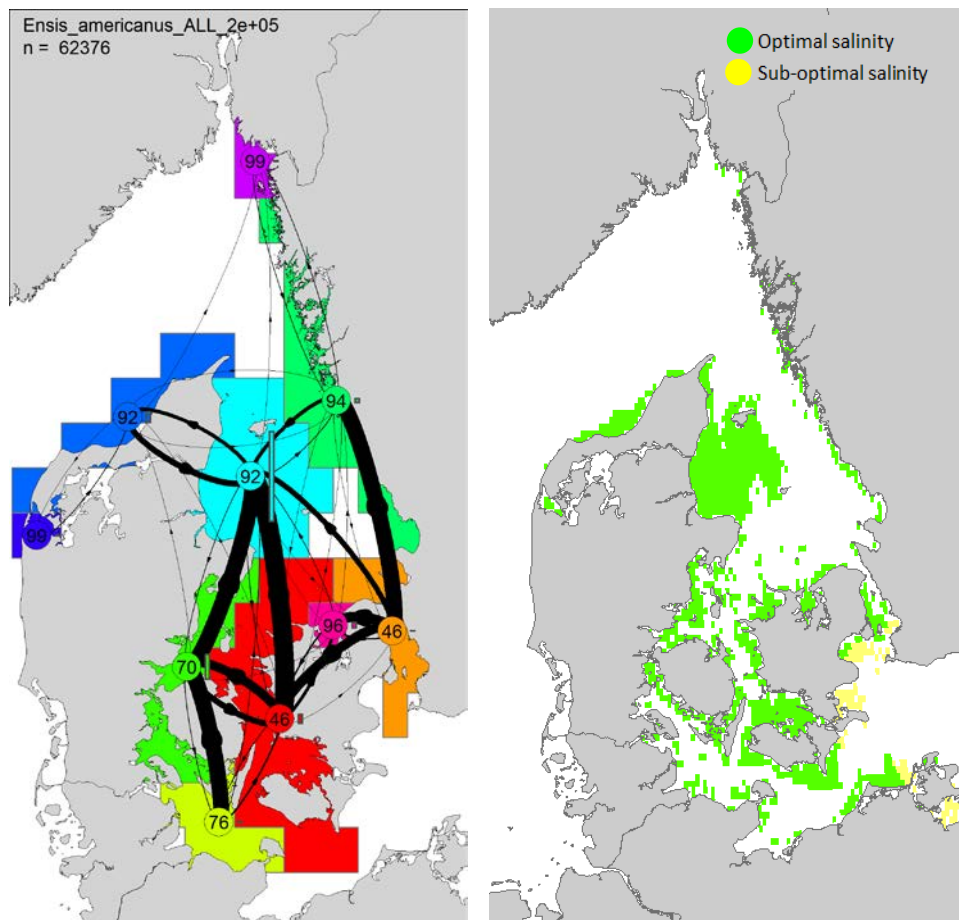 Ensis_americanus_ALL_2e+05
n = 62376
99
92
94
92
99
96
46
70
46
76
Optimal salinity
Sub-optimal salinity